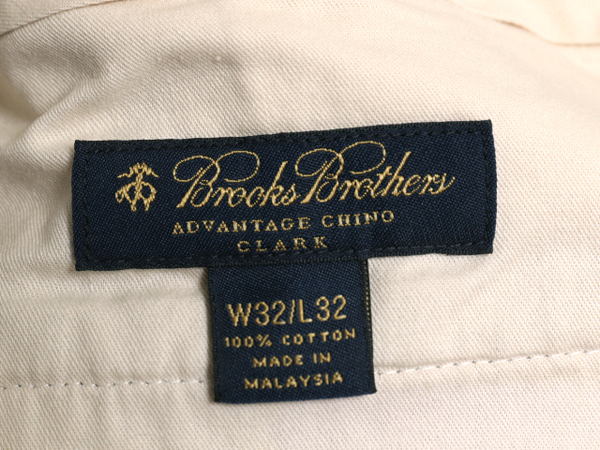 Brooks Brothers
ADVANTAGE CHINO
CLARK
W32/L32
100% COTTON
MADE IN
MALAYSIA